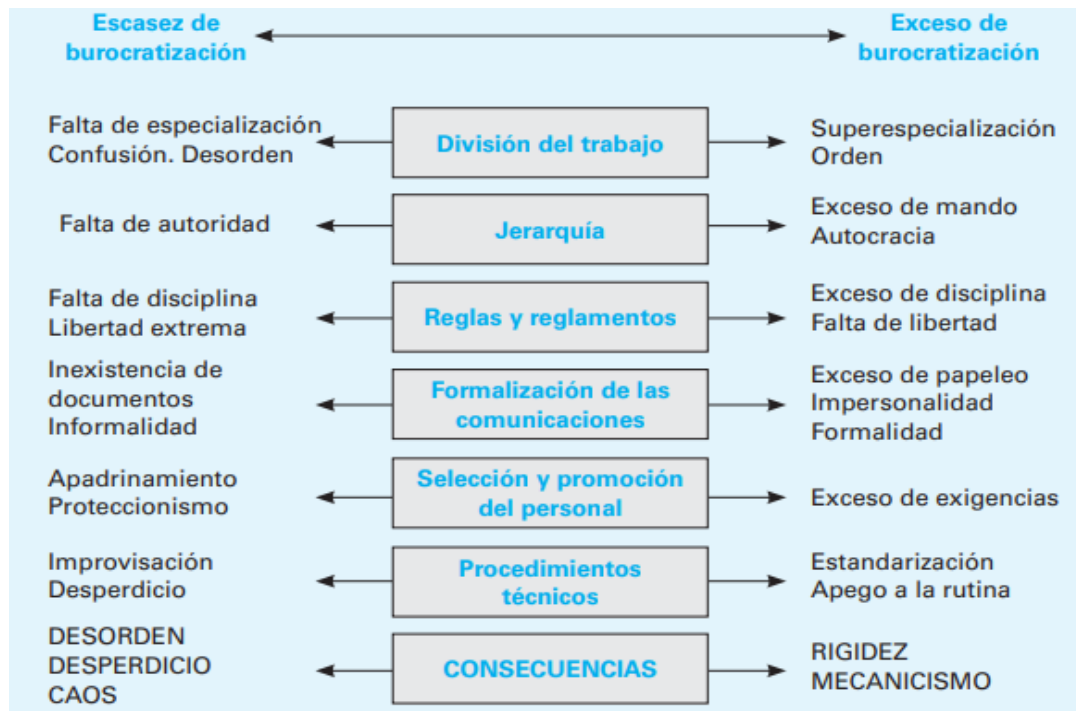 Escasez de
burocratización
Exceso de
burocratización
Falta de especialización
Confusión. Desorden
División del trabajo
Superespecialización
Orden
Falta de autoridad
Jerarquía
Exceso de mando
Autocracia
Falta de disciplina
Libertad extrema
Reglas y reglamentos
Exceso de disciplina
Falta de libertad
Inexistencia de
documentos
Informalidad
Formalización de las
comunicaciones
Exceso de papeleo
Impersonalidad
Formalidad
Apadrinamiento
Proteccionismo
Selección y promoción
del personal
Exceso de exigencias
Improvisación
Desperdicio
Procedimientos
técnicos
Estandarización
Apego a la rutina
DESORDEN
DESPERDICIO
CAOS
CONSECUENCIAS
RIGIDEZ
MECANICISMO